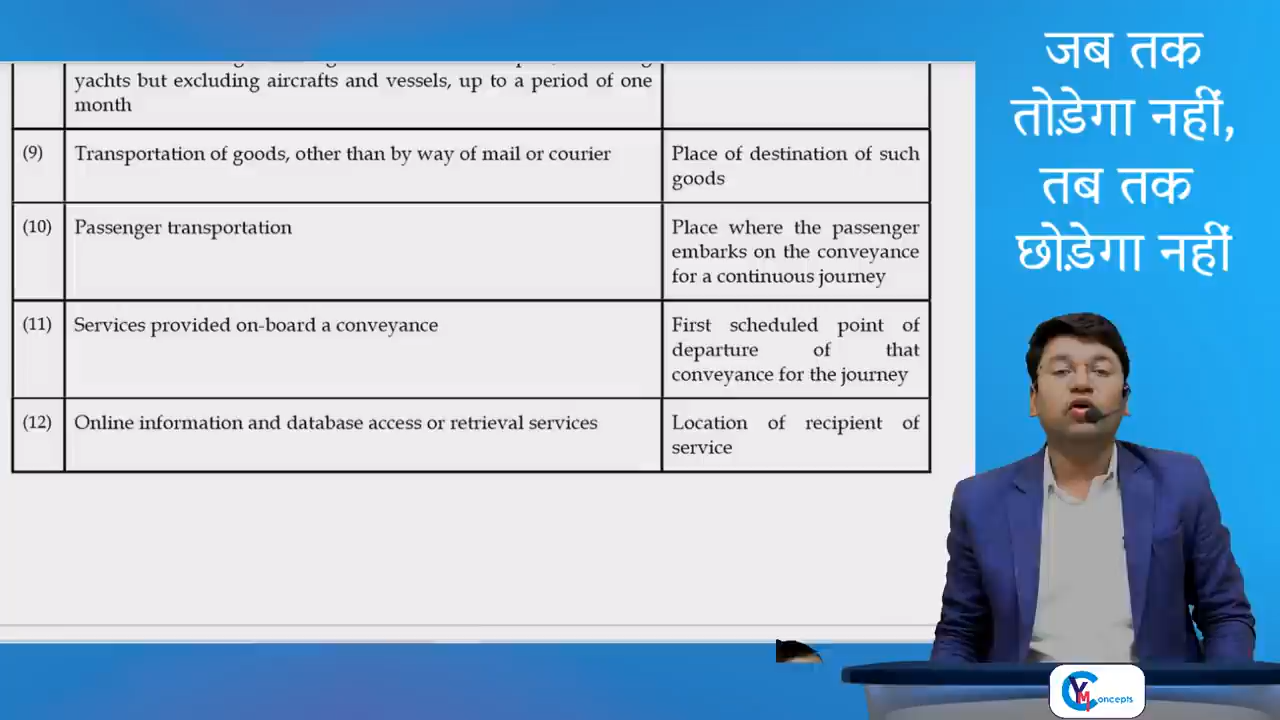 yachts but excluding aircrafts and vessels, up to a period of one
month
(9) Transportation of goods, other than by way of mail or courier
Place of destination of such
goods
(10) Passenger transportation
Place where the passenger
embarks on the conveyance
for a continuous journey
(11) Services provided on-board a conveyance
First scheduled point of
departure of that
conveyance for the journey
(12) Online information and database access or retrieval services
Location of recipient of
service
जब तक
तोड़ेगा नहीं,
तब तक
छोड़ेगा नहीं
YM Concepts